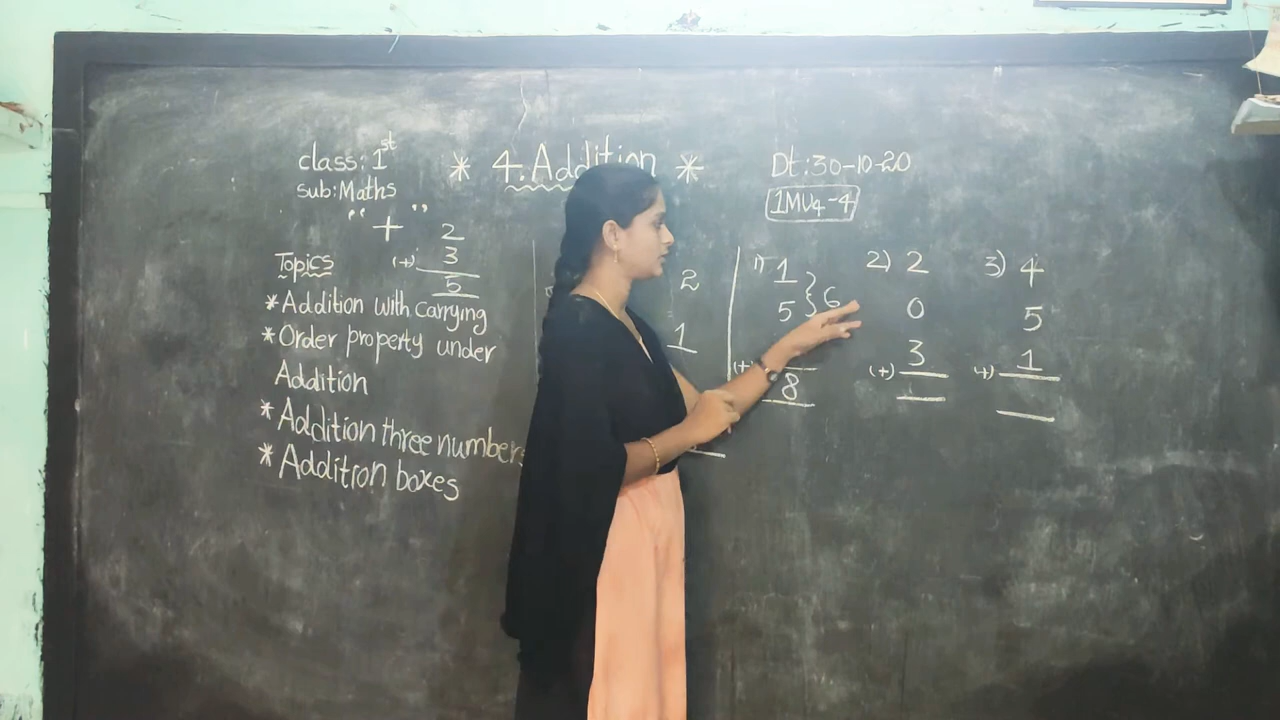 class: 1st
sub: Maths
* 4. Addition *
Dt: 30-10-20
1MV4-4
" + "
2
(+) 3
5
Topics
* Addition with carrying
* Order property under
Addition
* Addition three numbers
* Addition boxes
2
1
1) 1
5 } 6
(+)
8
2) 2
0
(+) 3
3) 4
5
+) 1